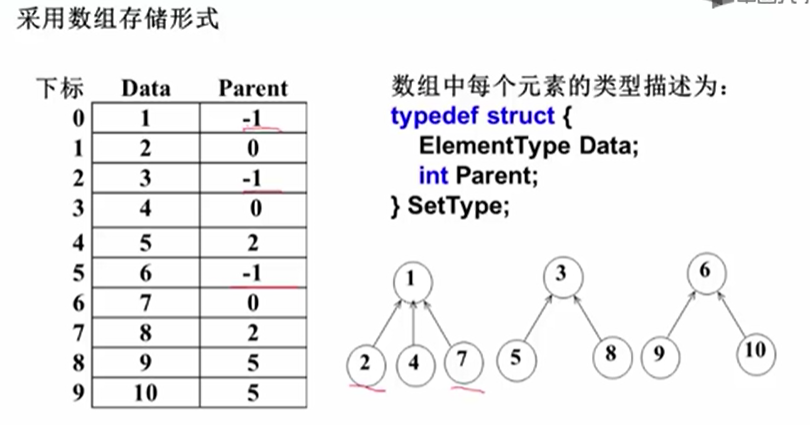 采用数组存储形式
下标 Data Parent
0 1 -1
1 2 0
2 3 -1
3 4 0
4 5 2
5 6 -1
6 7 0
7 8 2
8 9 5
9 10 5
数组中每个元素的类型描述为：
typedef struct {
ElementType Data;
int Parent;
} SetType;
1 3 6
2 4 7 5 8 9 10